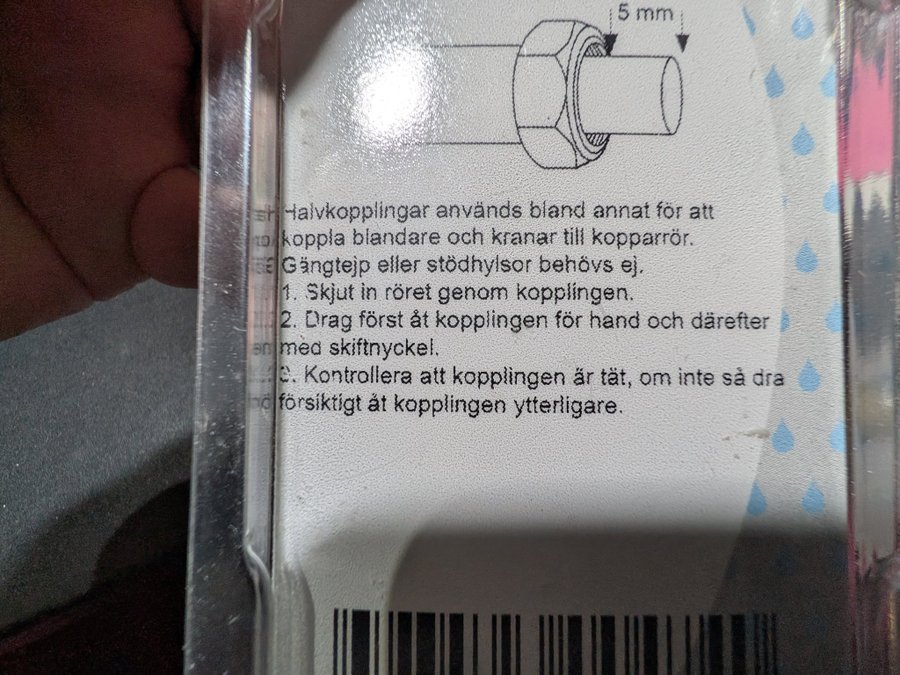 5 mm
Halvkopplingar används bland annat för att
koppla blandare och kranar till kopparrör.
Gängtejp eller stödhylsor behövs ej.
1. Skjut in röret genom kopplingen.
2. Drag först åt kopplingen för hand och därefter
med skiftnyckel.
3. Kontrollera att kopplingen är tät, om inte så dra
försiktigt åt kopplingen ytterligare.